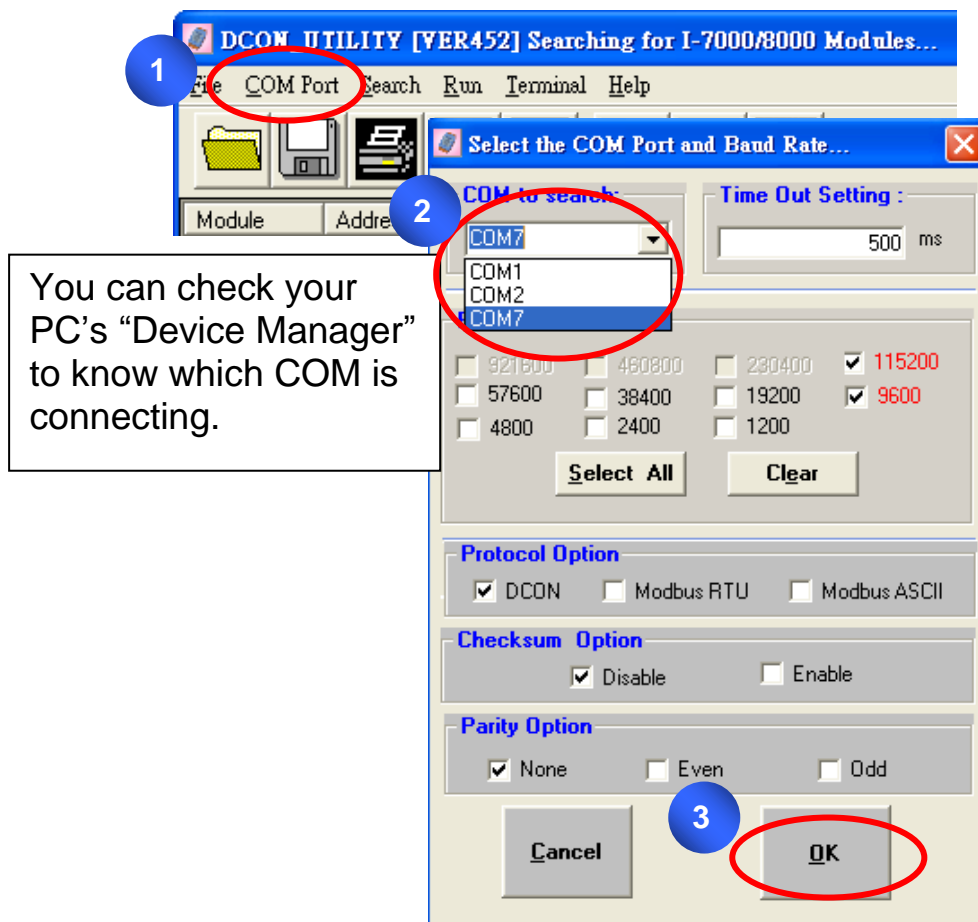 DCON_UTILITY [VER452] Searching for I-7000/8000 Modules...
1
File COM Port Search Run Terminal Help
Select the COM Port and Baud Rate...
2
COM to search:
Time Out Setting :
Module
COM7
500 ms
COM1
COM2
COM7
You can check your
PC’s “Device Manager”
to know which COM is
connecting.
921600 460800 230400 115200
57600 38400 19200 9600
4800 2400 1200
Select All Clear
Protocol Option
DCON Modbus RTU Modbus ASCII
Checksum Option
Disable Enable
Parity Option
None Even Odd
3
Cancel OK